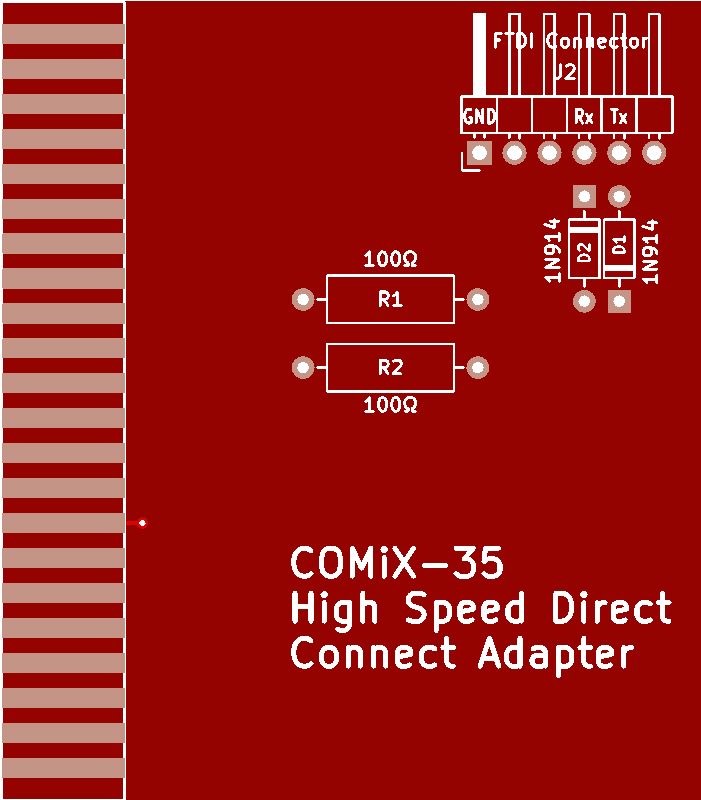 FTDI Connector
J2
GND Rx Tx
1N914 D2 D1 1N914
100Ω
R1
R2
100Ω
COMiX-35
High Speed Direct
Connect Adapter